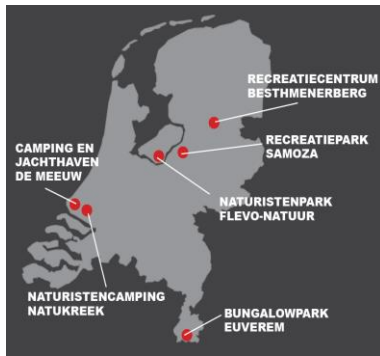 RECREATIECENTRUM
BESTHMENERBERG
CAMPING EN
JACHTHAVEN
DE MEEUW
RECREATIEPARK
SAMOZA
NATURISTENPARK
FLEVO-NATUUR
NATURISTENCAMPING
NATUKREEK
BUNGALOWPARK
EUVEREM